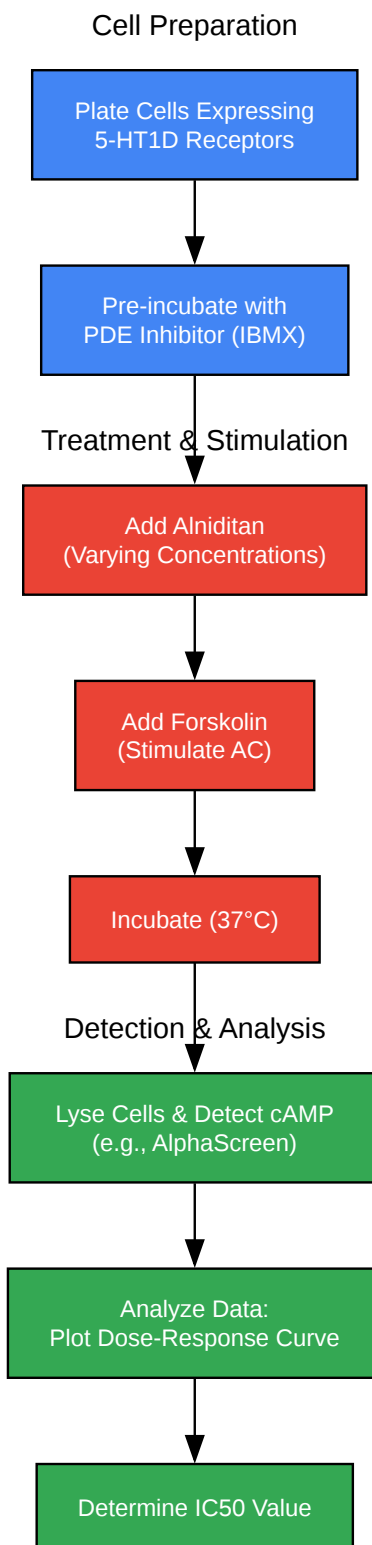 Cell Preparation
Plate Cells Expressing
5-HT1D Receptors
Pre-incubate with
PDE Inhibitor (IBMX)
Treatment & Stimulation
Add Alniditan
(Varying Concentrations)
Add Forskolin
(Stimulate AC)
Incubate (37°C)
Detection & Analysis
Lyse Cells & Detect cAMP
(e.g., AlphaScreen)
Analyze Data:
Plot Dose-Response Curve
Determine IC50 Value